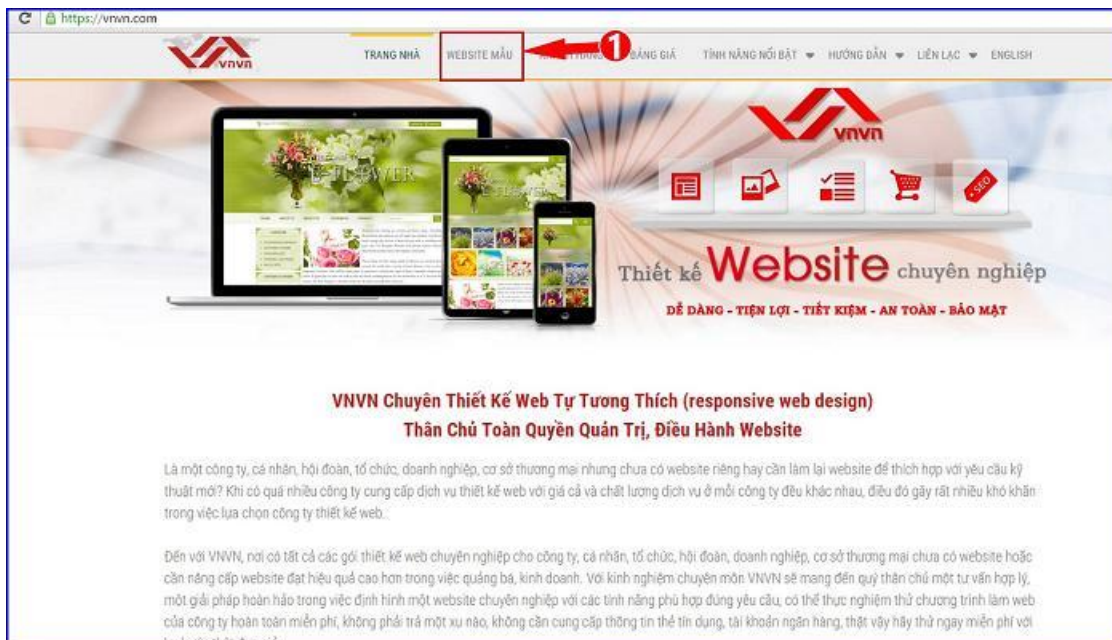 https://vnvn.com
vnvn
TRANG NHÀ WEBSITE MẪU 1 BẢNG GIÁ TÍNH NĂNG NỔI BẬT HƯỚNG DẪN LIÊN LẠC ENGLISH
vnvn
E-FLOWER
SEO
Thiết kế Website chuyên nghiệp
DỄ DÀNG - TIỆN LỢI - TIẾT KIỆM - AN TOÀN - BẢO MẬT
VNVN Chuyên Thiết Kế Web Tự Tương Thích (responsive web design)
Thân Chủ Toàn Quyền Quản Trị, Điều Hành Website
Là một công ty, cá nhân, hội đoàn, tổ chức, doanh nghiệp, cơ sở thương mại nhưng chưa có website riêng hay cần làm lại website để thích hợp với yêu cầu kỹ
thuật mới? Khi có quá nhiều công ty cung cấp dịch vụ thiết kế web với giá cả và chất lượng dịch vụ ở mỗi công ty đều khác nhau, điều đó gây rất nhiều khó khăn
trong việc lựa chọn công ty thiết kế web.
Đến với VNVN, nơi có tất cả các gói thiết kế web chuyên nghiệp cho công ty, cá nhân, tổ chức, hội đoàn, doanh nghiệp, cơ sở thương mại chưa có website hoặc
cần nâng cấp website đạt hiệu quả cao hơn trong việc quảng bá, kinh doanh. Với kinh nghiệm chuyên môn VNVN sẽ mang đến quý thân chủ một tư vấn hợp lý,
một giải pháp hoàn hảo trong việc định hình một website chuyên nghiệp với các tính năng phù hợp đúng yêu cầu, có thể thực nghiệm thử chương trình làm web
của công ty hoàn toàn miễn phí, không phải trả một xu nào, không cần cung cấp thông tin thẻ tín dụng, tài khoản ngân hàng, thật vậy hãy thử ngay miễn phí với